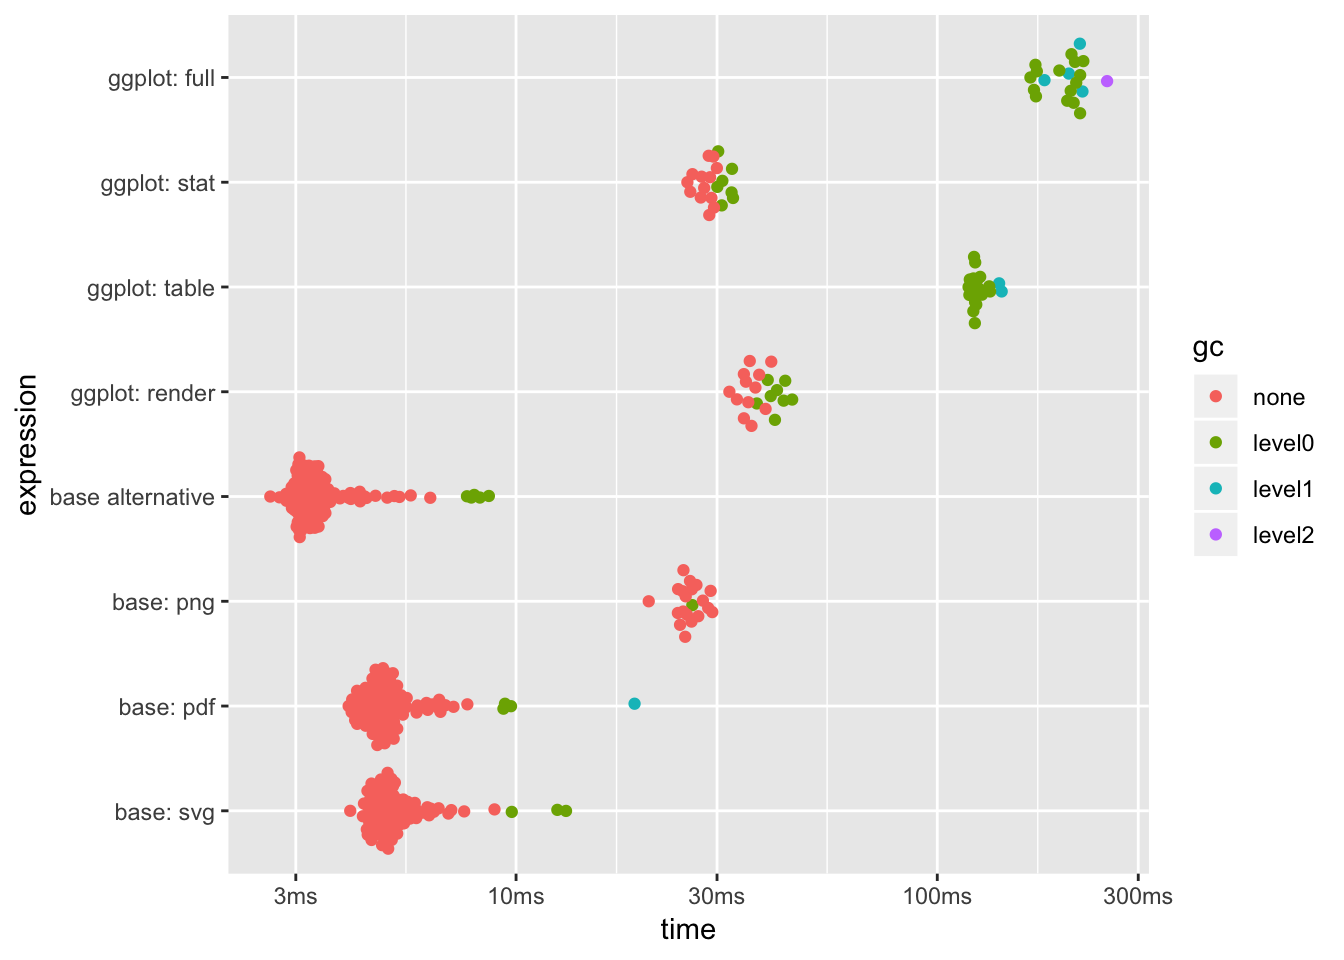 ggplot: full
ggplot: stat
ggplot: table
ggplot: render
base alternative
base: png
base: pdf
base: svg
expression
3ms 10ms 30ms 100ms 300ms
time
gc
none
level0
level1
level2